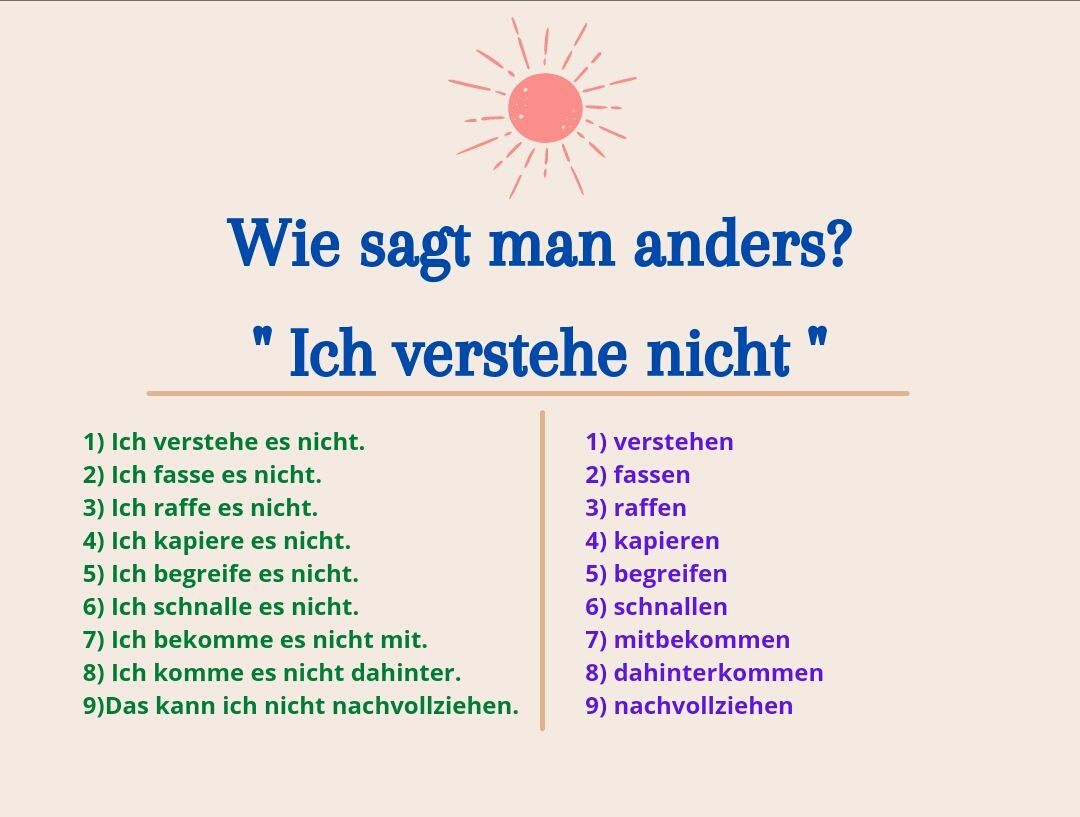 Wie sagt man anders?
" Ich verstehe nicht "
1) Ich verstehe es nicht.
2) Ich fasse es nicht.
3) Ich raffe es nicht.
4) Ich kapiere es nicht.
5) Ich begreife es nicht.
6) Ich schnalle es nicht.
7) Ich bekomme es nicht mit.
8) Ich komme es nicht dahinter.
9)Das kann ich nicht nachvollziehen.
1) verstehen
2) fassen
3) raffen
4) kapieren
5) begreifen
6) schnallen
7) mitbekommen
8) dahinterkommen
9) nachvollziehen